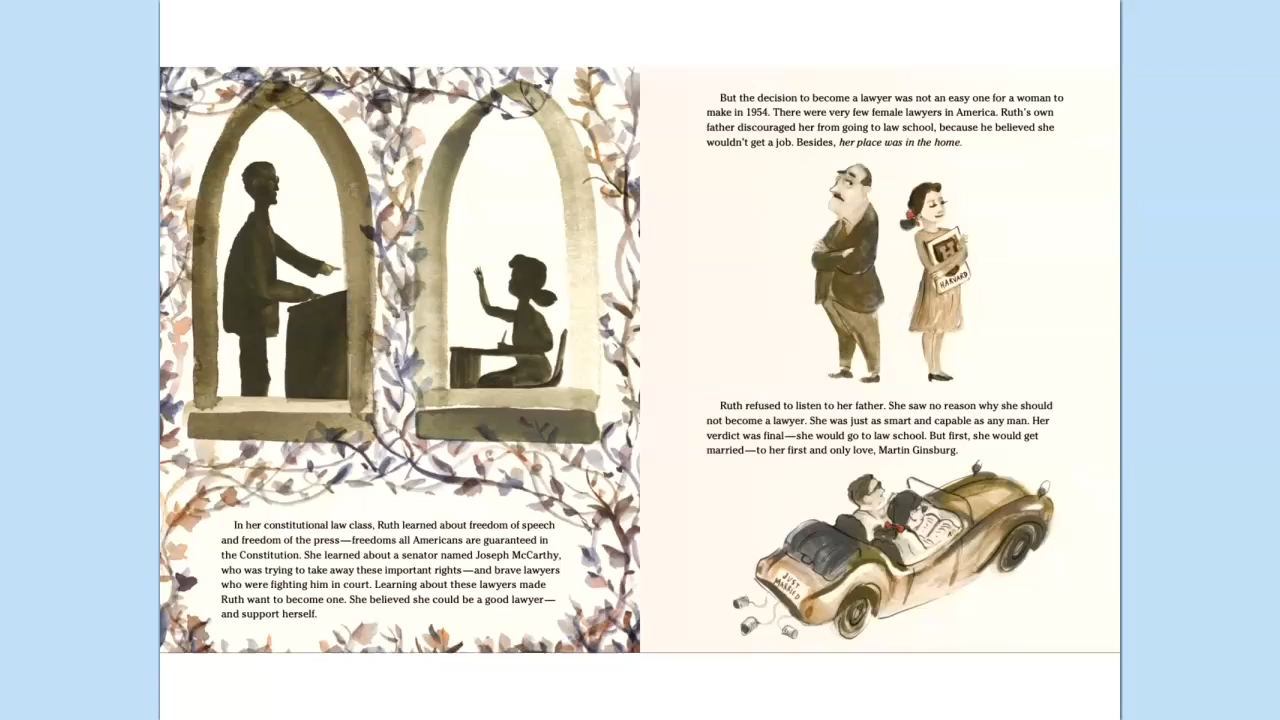 In her constitutional law class, Ruth learned about freedom of speech
and freedom of the press—freedoms all Americans are guaranteed in
the Constitution. She learned about a senator named Joseph McCarthy,
who was trying to take away these important rights—and brave lawyers
who were fighting him in court. Learning about these lawyers made
Ruth want to become one. She believed she could be a good lawyer—
and support herself.
But the decision to become a lawyer was not an easy one for a woman to
make in 1954. There were very few female lawyers in America. Ruth's own
father discouraged her from going to law school, because he believed she
wouldn't get a job. Besides, her place was in the home.
H
HARVARD
Ruth refused to listen to her father. She saw no reason why she should
not become a lawyer. She was just as smart and capable as any man. Her
verdict was final—she would go to law school. But first, she would get
married—to her first and only love, Martin Ginsburg.
JUST
MARRIED